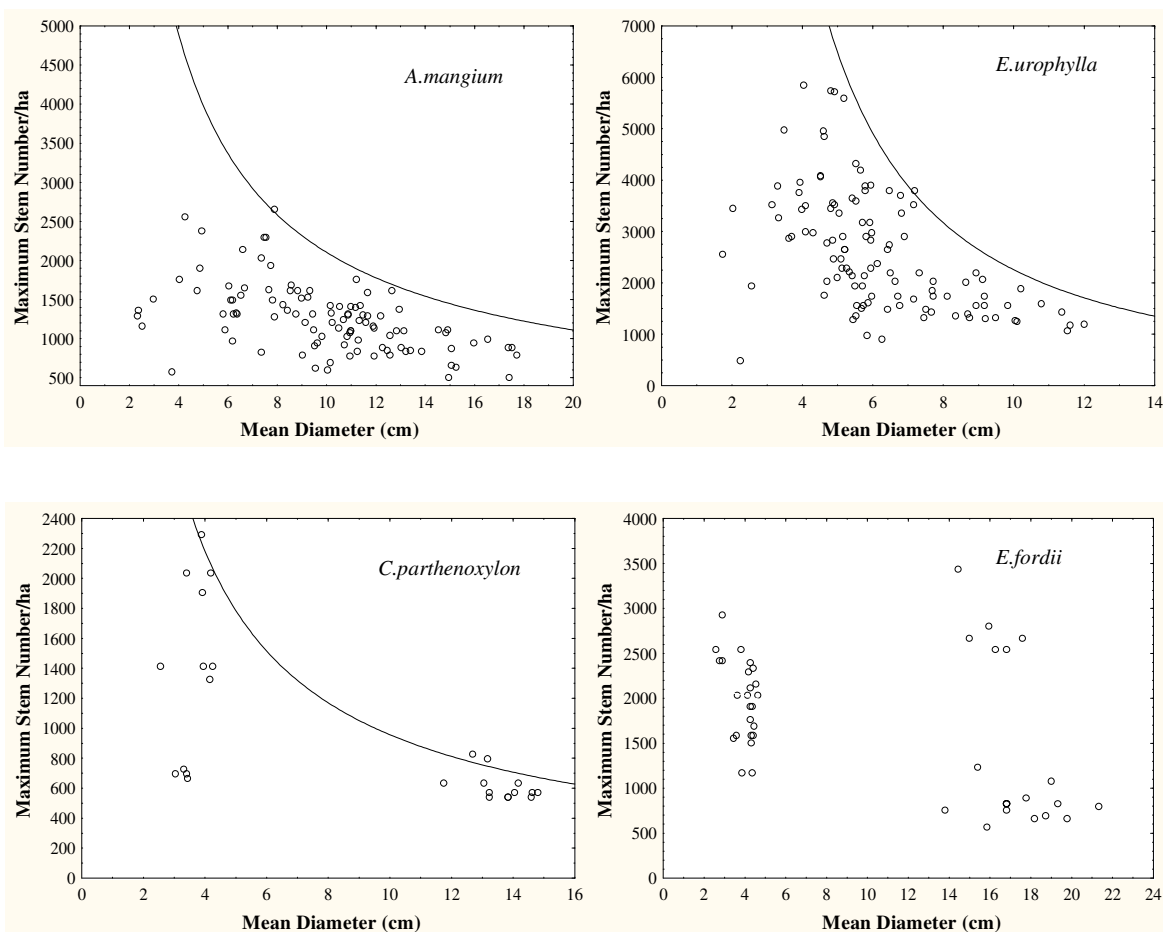 5000
4500
4000
3500
3000
2500
2000
1500
1000
500
0 2 4 6 8 10 12 14 16 18 20
Maximum Stem Number/ha
Mean Diameter (cm)
A.mangium
7000
6000
5000
4000
3000
2000
1000
0
0 2 4 6 8 10 12 14
Maximum Stem Number/ha
Mean Diameter (cm)
E.urophylla
2400
2200
2000
1800
1600
1400
1200
1000
800
600
400
200
0
0 2 4 6 8 10 12 14 16
Maximum Stem Number/ha
Mean Diameter (cm)
C.parthenoxylon
4000
3500
3000
2500
2000
1500
1000
500
0
0 2 4 6 8 10 12 14 16 18 20 22 24
Maximum Stem Number/ha
Mean Diameter (cm)
E.fordii